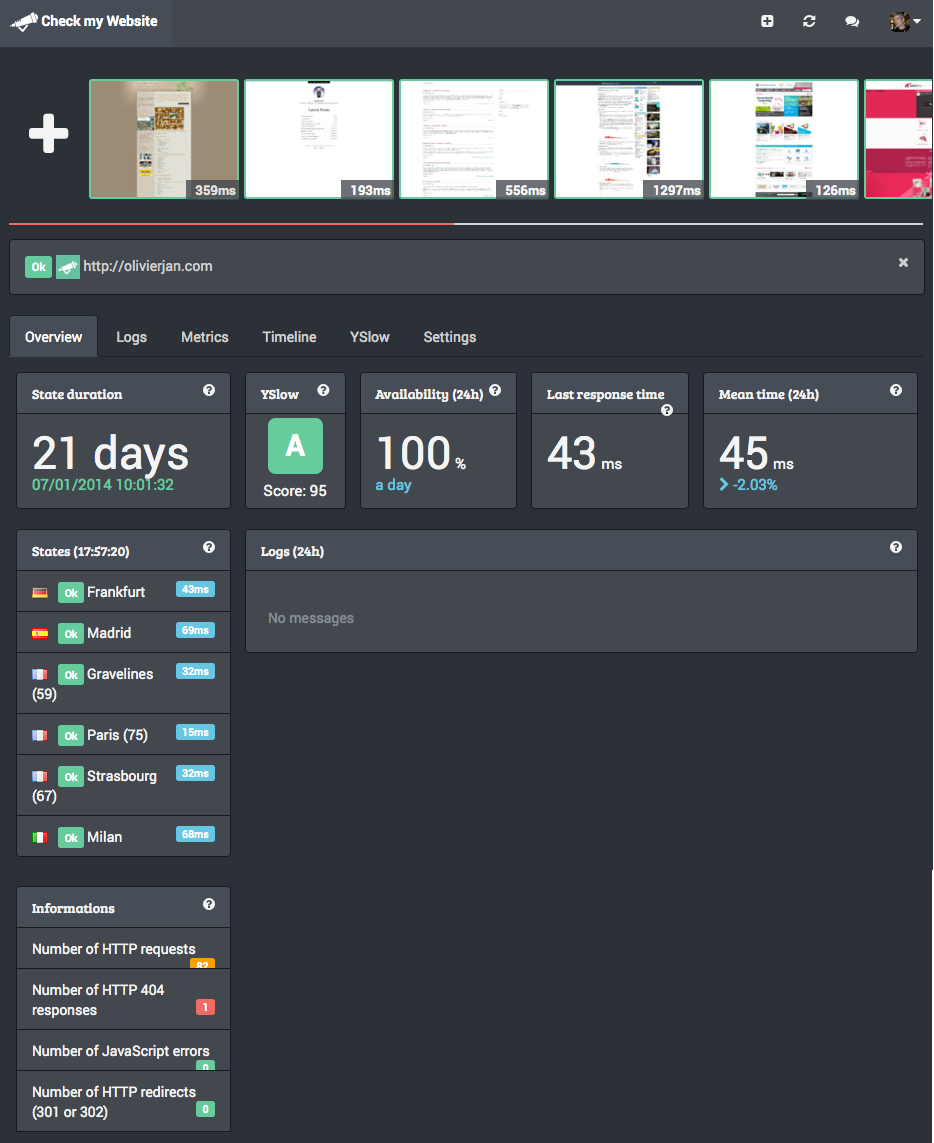 Check my Website
359ms
193ms
556ms
1297ms
126ms
Ok http://olivierjan.com
Overview Logs Metrics Timeline YSlow Settings
State duration
21 days
07/01/2014 10:01:32
YSlow
A
Score: 95
Availability (24h)
100 %
a day
Last response time
43 ms
Mean time (24h)
45 ms
-2.03%
States (17:57:20)
Ok Frankfurt 43ms
Ok Madrid 69ms
Ok Gravelines 32ms
(59)
Ok Paris (75) 15ms
Ok Strasbourg 32ms
(67)
Ok Milan 68ms
Logs (24h)
No messages
Informations
Number of HTTP requests
82
Number of HTTP 404
responses 1
Number of JavaScript errors
0
Number of HTTP redirects
(301 or 302) 0